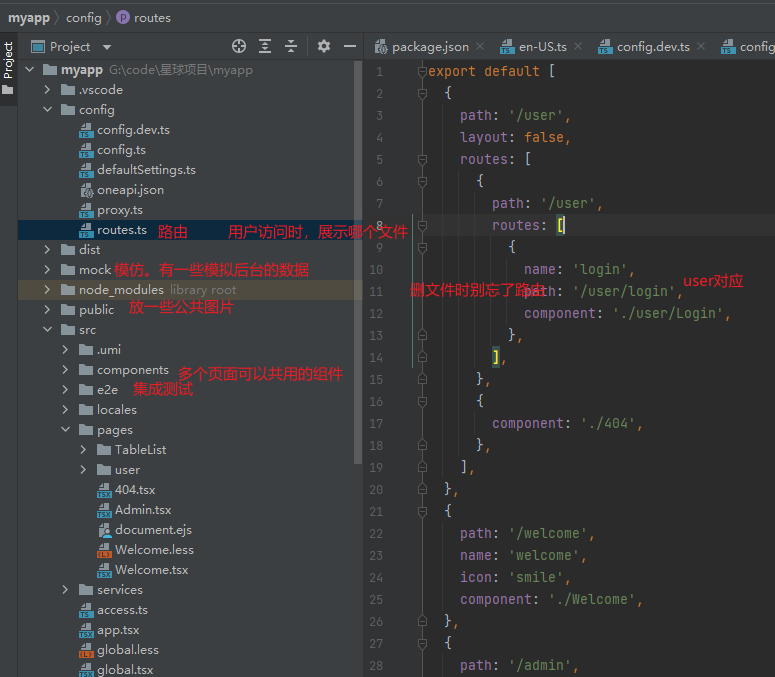 myapp config routes
Project
package.json
en-US.ts
config.dev.ts
config
Project
myapp G:\code\星球项目\myapp
.vscode
config
config.dev.ts
config.ts
defaultSettings.ts
oneapi.json
proxy.ts
routes.ts 路由 用户访问时，展示哪个文件
dist
mock 模仿。有一些模拟后台的数据
node_modules library root
public 放一些公共图片
src
.umi
components 多个页面可以共用的组件
e2e 集成测试
locales
pages
TableList
user
404.tsx
Admin.tsx
document.ejs
Welcome.less
Welcome.tsx
services
access.ts
app.tsx
global.less
global.tsx
1 export default [
2 {
3 path: '/user',
4 layout: false,
5 routes: [
6 {
7 path: '/user',
8 routes: [
9 {
10 name: 'login',
11 path: '/user/login',
删文件时别忘了路由
user对应
12 component: './user/Login',
13 },
14 ],
15 },
16 {
17 component: './404',
18 },
19 ],
20 },
21 {
22 path: '/welcome',
23 name: 'welcome',
24 icon: 'smile',
25 component: './Welcome',
26 },
27 {
28 path: '/admin',